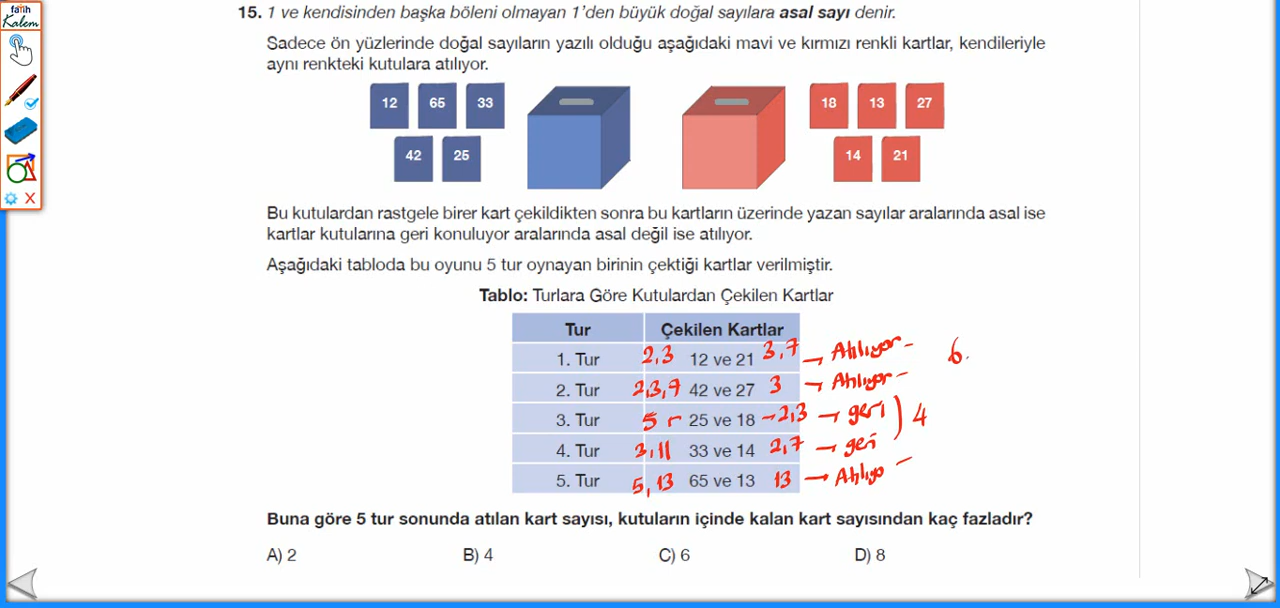 fatih
Kalem
15. 1 ve kendisinden başka böleni olmayan 1'den büyük doğal sayılara asal sayı denir.
Sadece ön yüzlerinde doğal sayıların yazılı olduğu aşağıdaki mavi ve kırmızı renkli kartlar, kendileriyle
aynı renkteki kutulara atılıyor.
12 65 33 18 13 27
42 25 14 21
Bu kutulardan rastgele birer kart çekildikten sonra bu kartların üzerinde yazan sayılar aralarında asal ise
kartlar kutularına geri konuluyor aralarında asal değil ise atılıyor.
Aşağıdaki tabloda bu oyunu 5 tur oynayan birinin çektiği kartlar verilmiştir.
Tablo: Turlara Göre Kutulardan Çekilen Kartlar
Tur Çekilen Kartlar
1. Tur 2,3 12 ve 21 3,7 → Atılıyor - 6.
2. Tur 2,3,7 42 ve 27 3 → Atılıyor -
3. Tur 5 - 25 ve 18 - 2,3 → geri ) 4
4. Tur 3,11 33 ve 14 2,7 → geri
5. Tur 5,13 65 ve 13 13 → Atılıyo -
Buna göre 5 tur sonunda atılan kart sayısı, kutuların içinde kalan kart sayısından kaç fazladır?
A) 2 B) 4 C) 6 D) 8